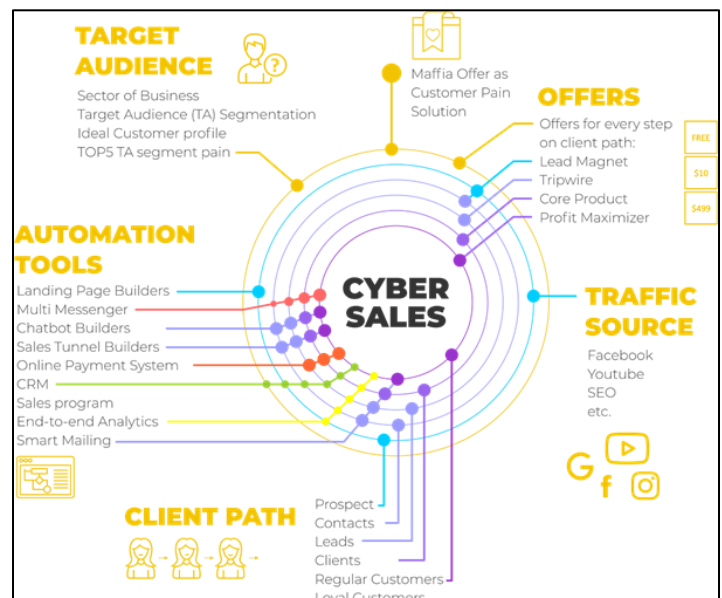 TARGET
AUDIENCE
Sector of Business
Target Audience (TA) Segmentation
Ideal Customer profile
TOP5 TA segment pain
Maffia Offer as
Customer Pain
Solution
OFFERS
Offers for every step
on client path:
Lead Magnet
Tripwire
Core Product
Profit Maximizer
FREE
$10
$499
AUTOMATION
TOOLS
Landing Page Builders
Multi Messenger
Chatbot Builders
Sales Tunnel Builders
Online Payment System
CRM
Sales program
End-to-end Analytics
Smart Mailing
CYBER
SALES
TRAFFIC
SOURCE
Facebook
Youtube
SEO
etc.
G
f
CLIENT PATH
Prospect
Contacts
Leads
Clients
Regular Customers
Loyal Customers